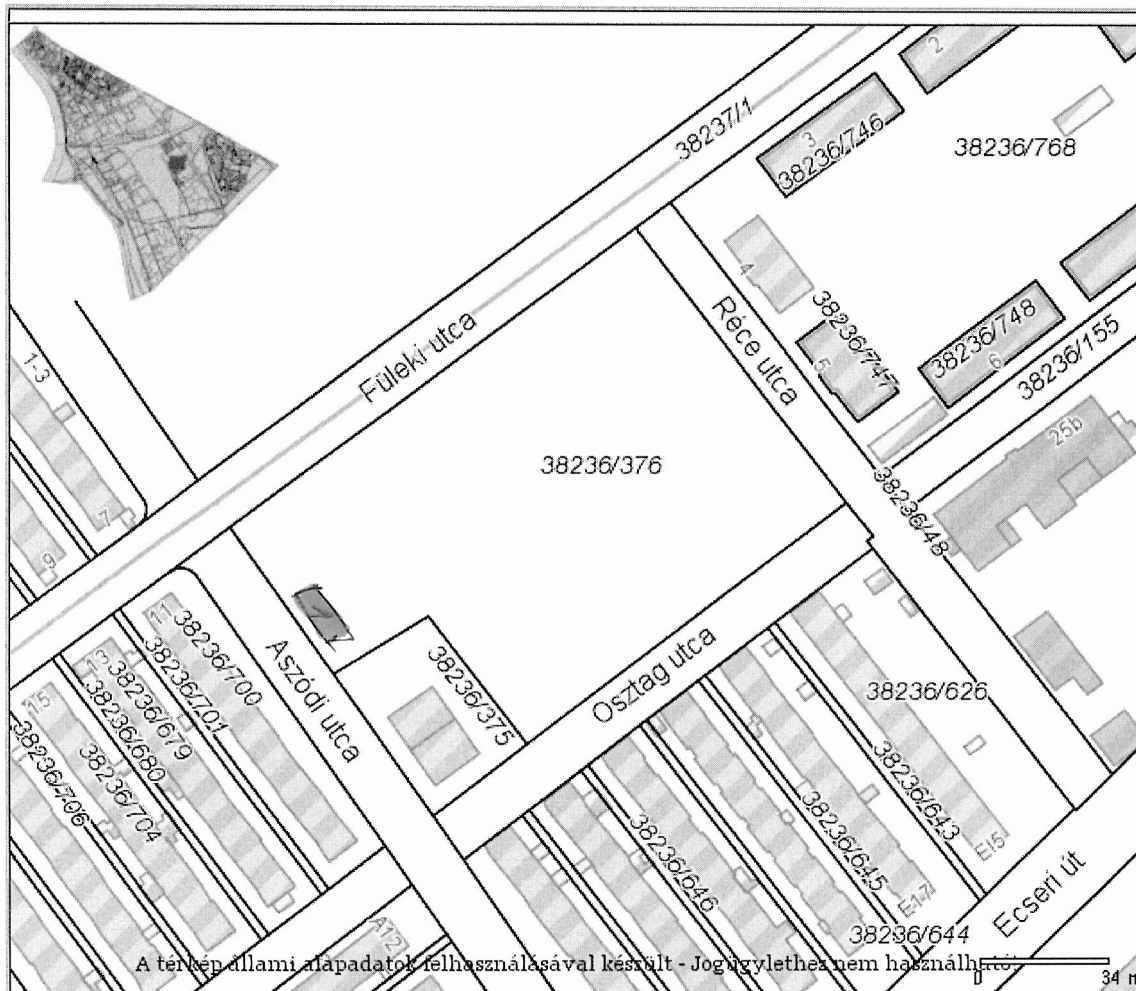 2
38237/1
3
38236/746
38236/768
4
Réce utca
38236/747
5
38236/748
6
38236/155
1-3
Füleki utca
25b
38236/376
38236/48
7
9
11
38236/700
38236/701
13
38236/679
38236/680
15
38236/704
38236/706
Aszódi utca
38236/375
Osztag utca
38236/626
38236/643
38236/645
38236/646
E15
E17
Ecseri út
A12
38236/644
A térkép állami alapadatok felhasználásával készült - Jogügylethez nem használható!
0
34 m